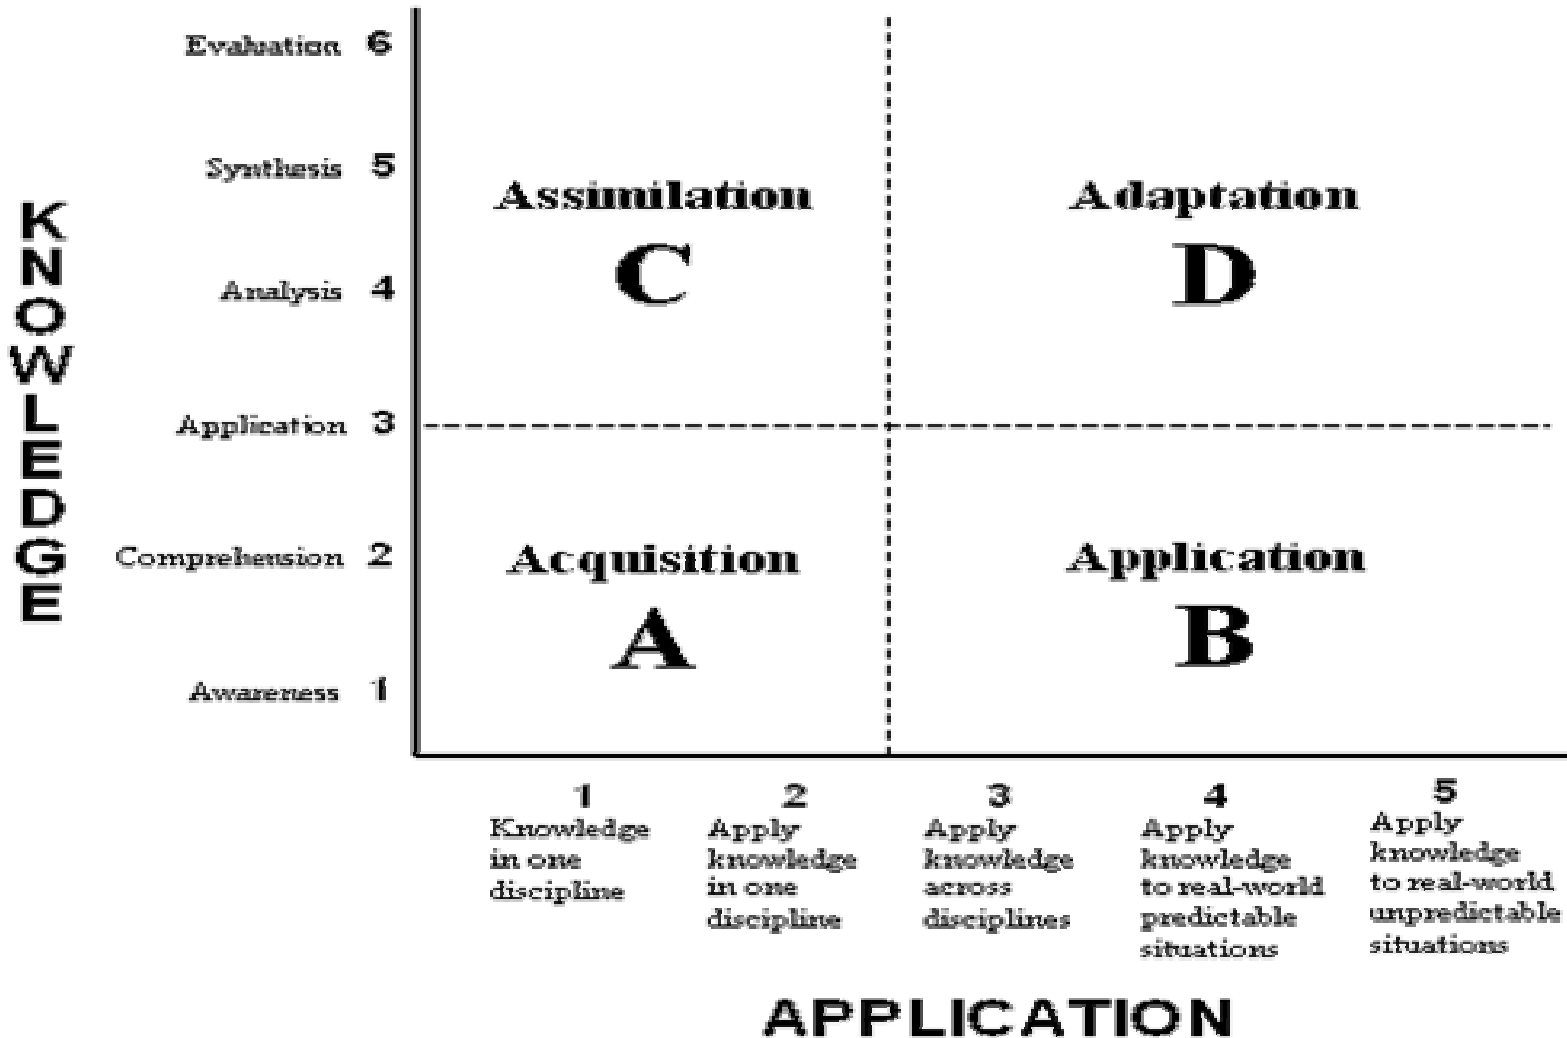 KNOWLEDGE
Evaluation 6
Synthesis 5
Analysis 4
Application 3
Comprehension 2
Awareness 1
Assimilation
C
Adaptation
D
Acquisition
A
Application
B
1
Knowledge
in one
discipline
2
Apply
knowledge
in one
discipline
3
Apply
knowledge
across
disciplines
4
Apply
knowledge
to real-world
predictable
situations
5
Apply
knowledge
to real-world
unpredictable
situations
APPLICATION